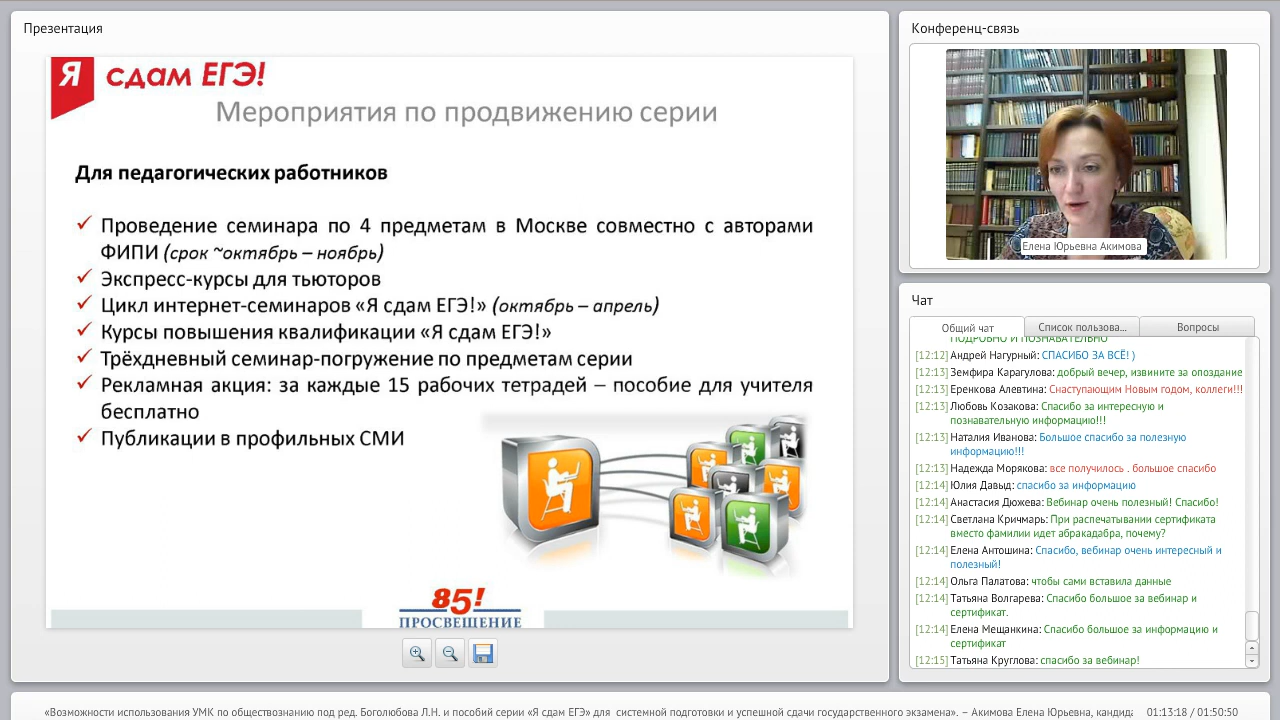 Презентация
Я сдам ЕГЭ!
Мероприятия по продвижению серии
Для педагогических работников
Проведение семинара по 4 предметам в Москве совместно с авторами
ФИПИ (срок ~октябрь – ноябрь)
Экспресс-курсы для тьюторов
Цикл интернет-семинаров «Я сдам ЕГЭ!» (октябрь – апрель)
Курсы повышения квалификации «Я сдам ЕГЭ!»
Трёхдневный семинар-погружение по предметам серии
Рекламная акция: за каждые 15 рабочих тетрадей – пособие для учителя
бесплатно
Публикации в профильных СМИ
85!
ПРОСВЕЩЕНИЕ
Конференц-связь
Елена Юрьевна Акимова
Чат
Общий чат
Список пользова...
Вопросы
ПОДРОБНО И ПОЗНАВАТЕЛЬНО
[12:12] Андрей Нагурный: СПАСИБО ЗА ВСЁ! )
[12:13] Земфира Карагулова: добрый вечер, извините за опоздание
[12:13] Еренкова Алевтина: Снаступающим Новым годом, коллеги!!!
[12:13] Любовь Козакова: Спасибо за интересную и
познавательную информацию!!!
[12:13] Наталия Иванова: Большое спасибо за полезную
информацию!!!
[12:13] Надежда Морякова: все получилось . большое спасибо
[12:14] Юлия Давыд: спасибо за информацию
[12:14] Анастасия Дюжева: Вебинар очень полезный! Спасибо!
[12:14] Светлана Кричмарь: При распечатывании сертификата
вместо фамилии идет абракадабра, почему?
[12:14] Елена Антошина: Спасибо, вебинар очень интересный и
полезный!
[12:14] Ольга Палатова: чтобы сами вставила данные
[12:14] Татьяна Волгарева: Спасибо большое за вебинар и
сертификат.
[12:14] Елена Мещанкина: Спасибо большое за информацию и
сертификат
[12:15] Татьяна Круглова: спасибо за вебинар!
«Возможности использования УМК по обществознанию под ред. Боголюбова Л.Н. и пособий серии «Я сдам ЕГЭ» для системной подготовки и успешной сдачи государственного экзамена». – Акимова Елена Юрьевна, кандида
01:13:18 / 01:50:50